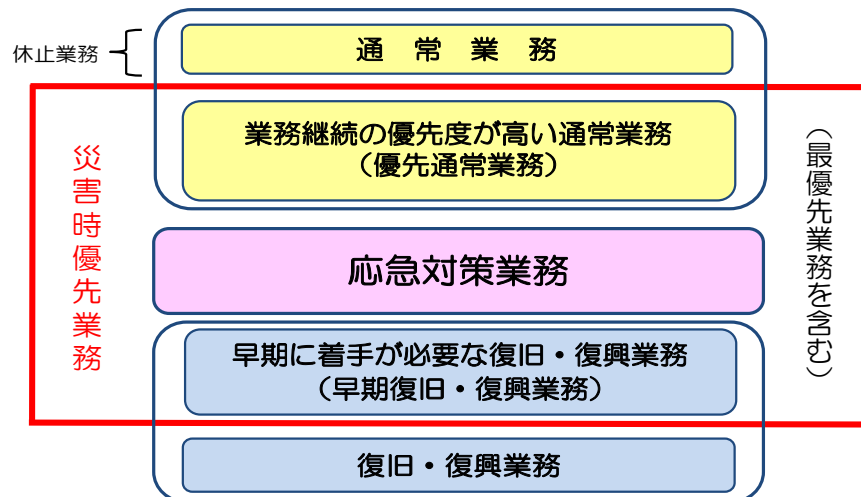 休止業務
通 常 業 務
業務継続の優先度が高い通常業務
（優先通常業務）
災害時優先業務
応急対策業務
（最優先業務を含む）
早期に着手が必要な復旧・復興業務
（早期復旧・復興業務）
復旧・復興業務